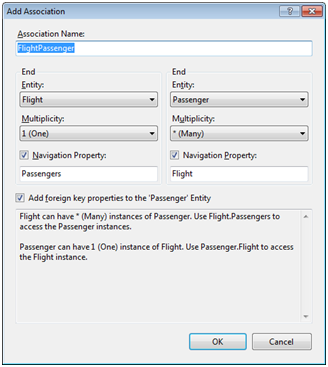 Add Association
Association Name:
FlightPassenger
End
End
Entity:
Entity:
Flight
Passenger
Multiplicity:
Multiplicity:
1 (One)
* (Many)
Navigation Property:
Navigation Property:
Passengers
Flight
Add foreign key properties to the 'Passenger' Entity
Flight can have * (Many) instances of Passenger. Use Flight.Passengers to
access the Passenger instances.
Passenger can have 1 (One) instance of Flight. Use Passenger.Flight to access
the Flight instance.
OK
Cancel